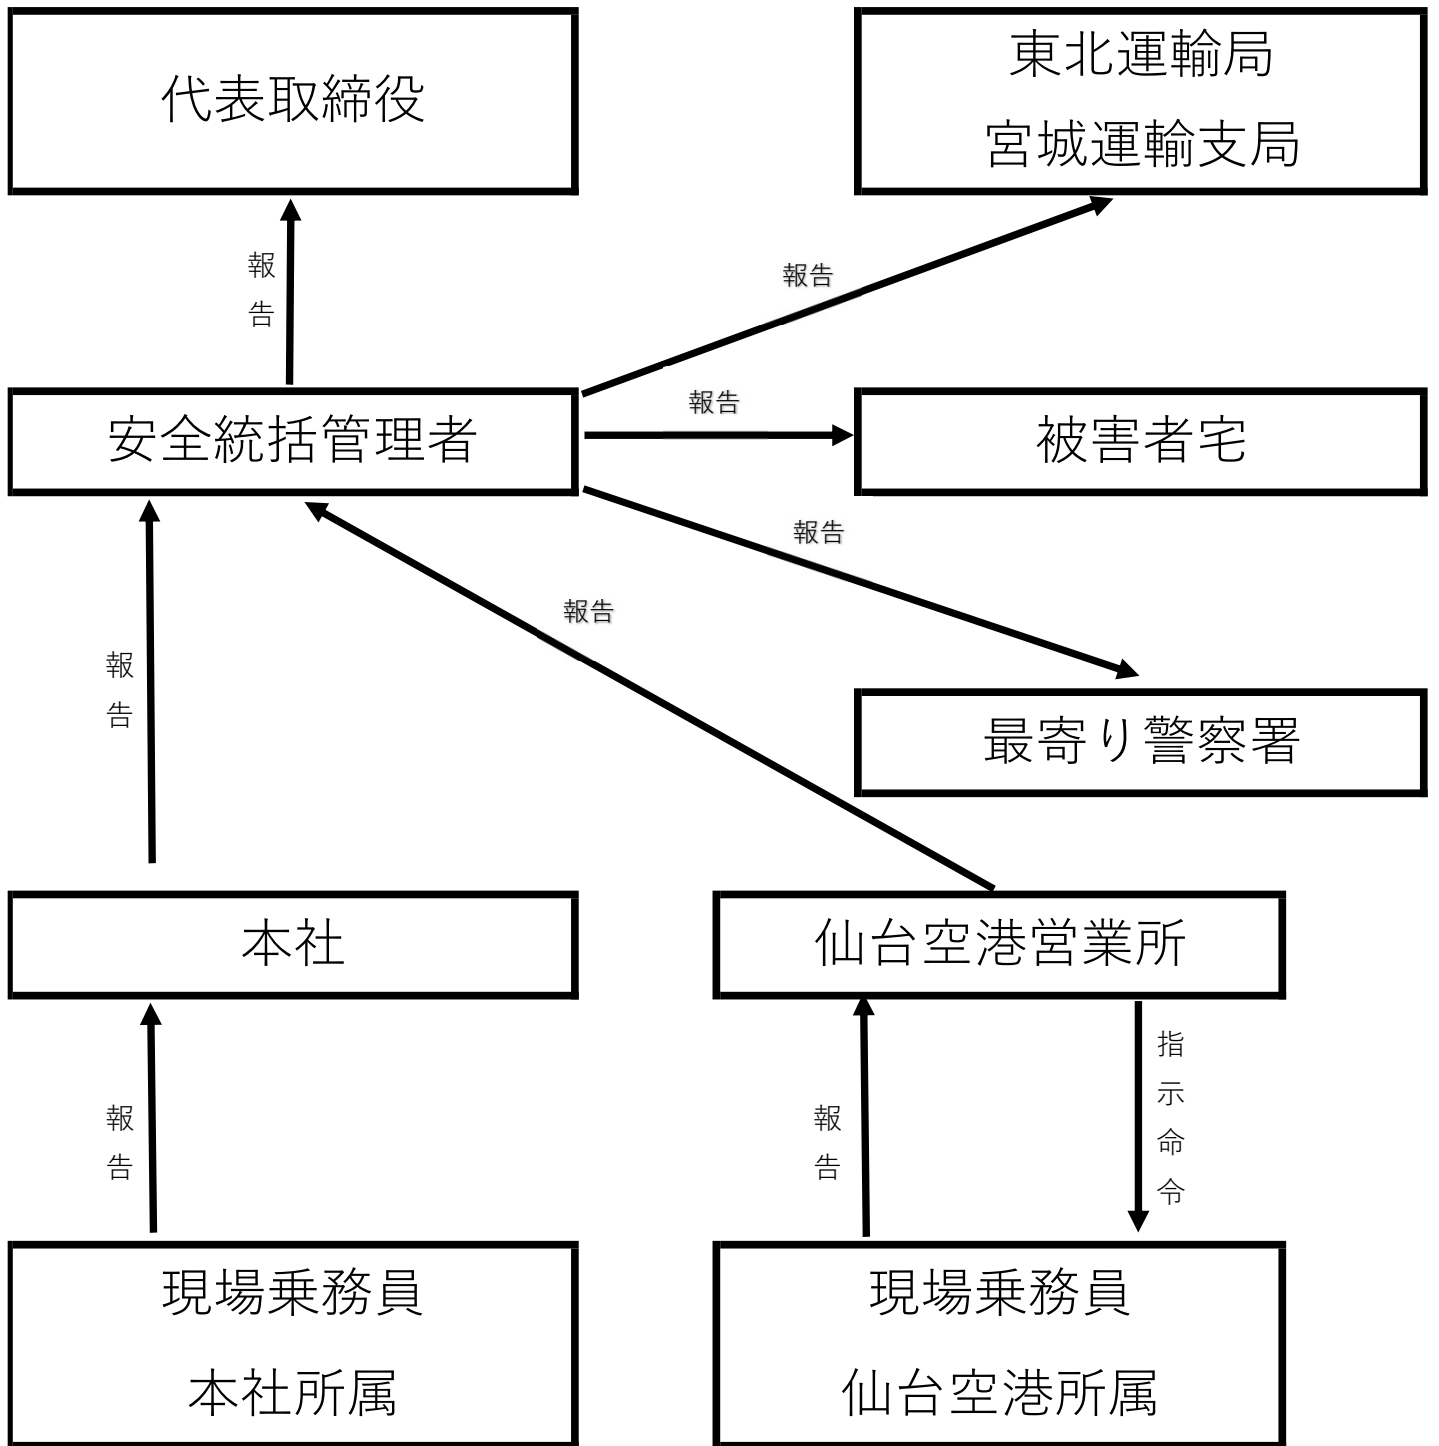 代表取締役
東北運輸局
宮城運輸支局
報告
報告
安全統括管理者
報告
被害者宅
報告
報告
報告
最寄り警察署
本社
仙台空港営業所
報告
報告
指示命令
現場乗務員
本社所属
現場乗務員
仙台空港所属